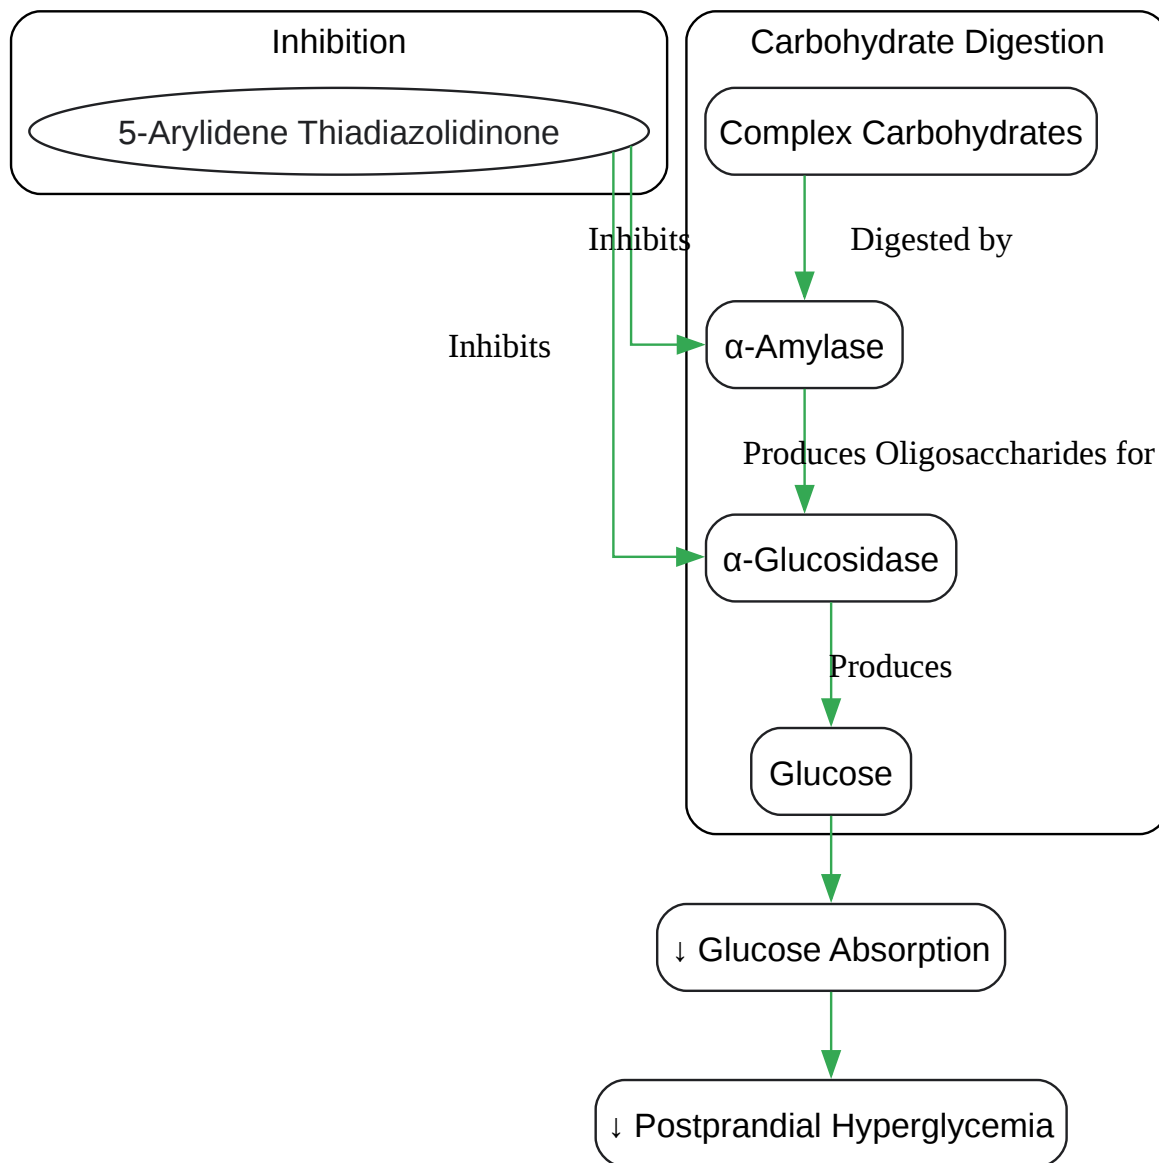 Inhibition
5-Arylidene Thiadiazolidinone
Inhibits
Inhibits
Carbohydrate Digestion
Complex Carbohydrates
Digested by
α-Amylase
Produces Oligosaccharides for
α-Glucosidase
Produces
Glucose
↓ Glucose Absorption
↓ Postprandial Hyperglycemia